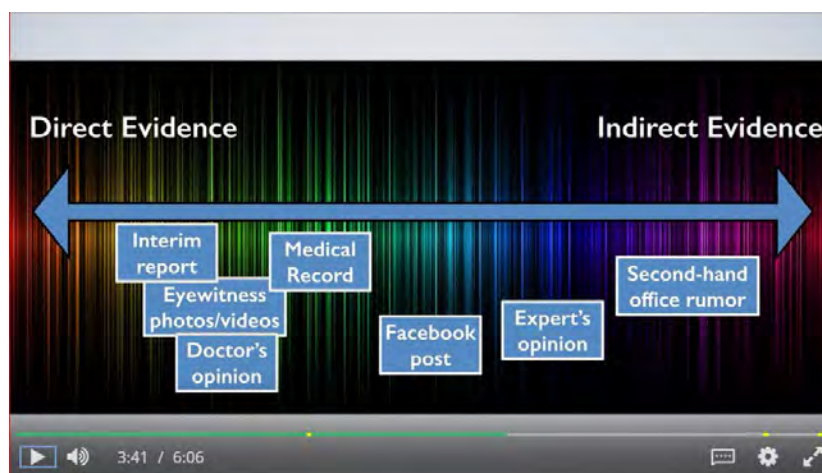 Direct Evidence
Indirect Evidence
Interim
report
Medical
Record
Eyewitness
photos/videos
Doctor's
opinion
Facebook
post
Expert's
opinion
Second-hand
office rumor
3:41 / 6:06